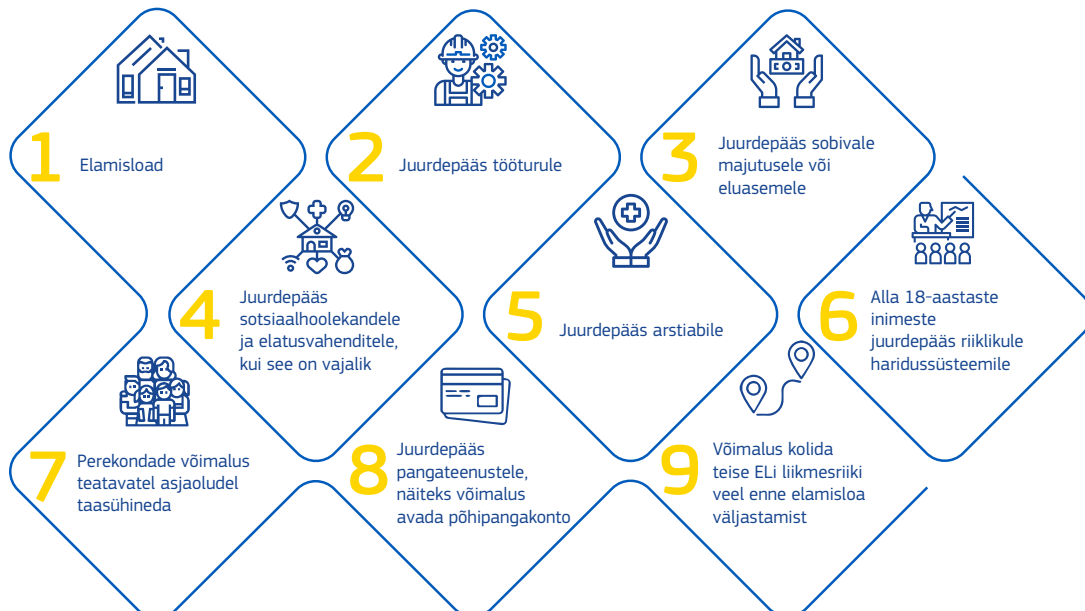 1
Elamisload
2
Juurdepääs tööturule
3
Juurdepääs sobivale
majutusele või
eluasemele
4
Juurdepääs
sotsiaalhoolekandele
ja elatusvahenditele,
kui see on vajalik
5
Juurdepääs arstiabile
6
Alla 18-aastaste
inimeste
juurdepääs riiklikule
haridussüsteemile
7
Perekondade võimalus
teatavatel asjaoludel
taasühineda
8
Juurdepääs
pangateenustele,
näiteks võimalus
avada põhipangakonto
9
Võimalus kolida
teise ELi liikmesriiki
veel enne elamisloa
väljastamist